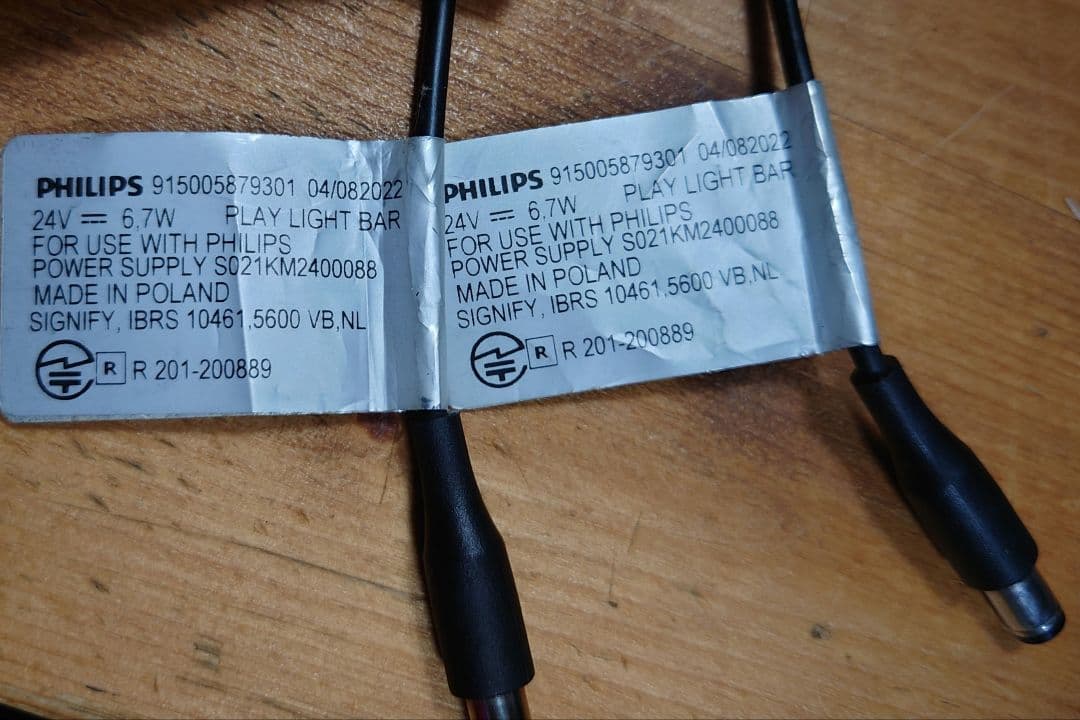 PHILIPS 915005879301 04/082022
24V ⎓ 6,7W PLAY LIGHT BAR
FOR USE WITH PHILIPS
POWER SUPPLY S021KM2400088
MADE IN POLAND
SIGNIFY, IBRS 10461,5600 VB,NL
R R 201-200889
PHILIPS 915005879301 04/082022
24V ⎓ 6,7W PLAY LIGHT BAR
FOR USE WITH PHILIPS
POWER SUPPLY S021KM2400088
MADE IN POLAND
SIGNIFY, IBRS 10461,5600 VB,NL
R R 201-200889